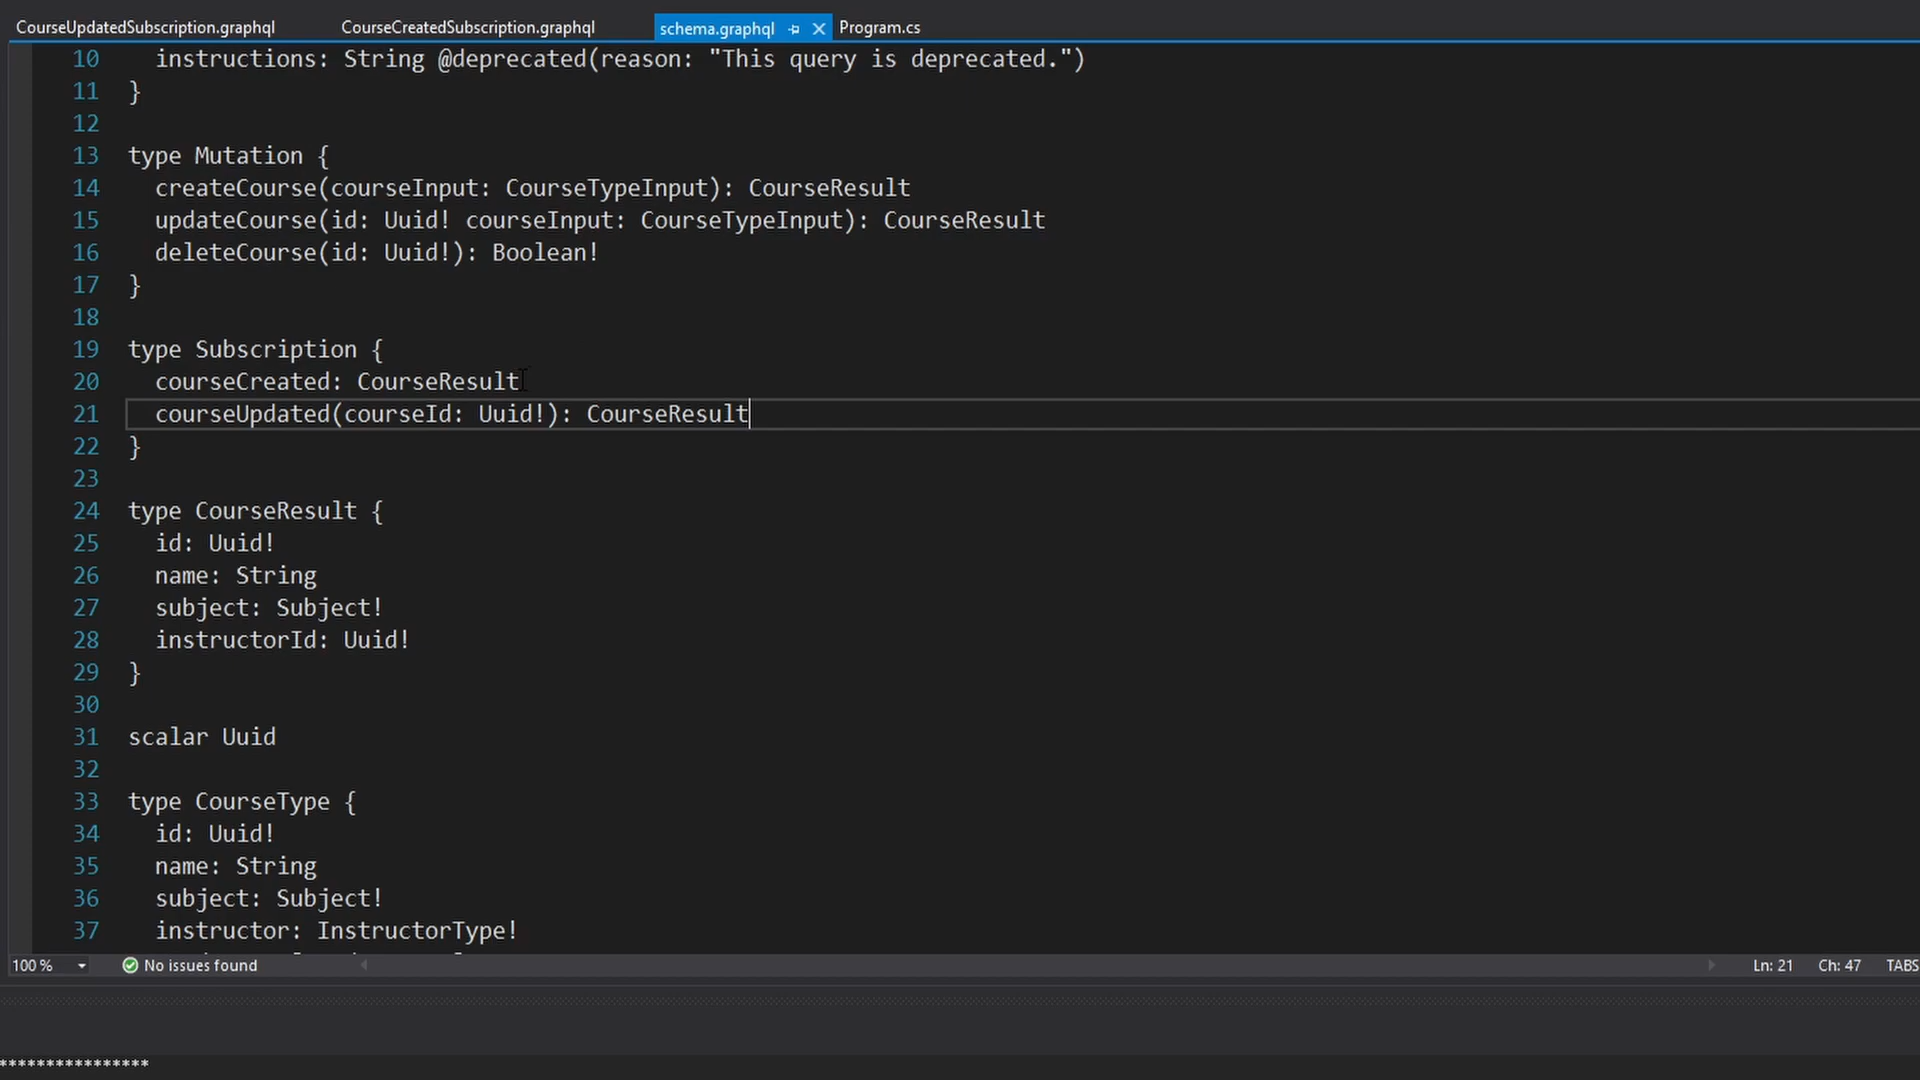 CourseUpdatedSubscription.graphql CourseCreatedSubscription.graphql schema.graphql Program.cs
10 instructions: String @deprecated(reason: "This query is deprecated.")
11 }
12
13 type Mutation {
14 createCourse(courseInput: CourseTypeInput): CourseResult
15 updateCourse(id: Uuid! courseInput: CourseTypeInput): CourseResult
16 deleteCourse(id: Uuid!): Boolean!
17 }
18
19 type Subscription {
20 courseCreated: CourseResult
21 courseUpdated(courseId: Uuid!): CourseResult
22 }
23
24 type CourseResult {
25 id: Uuid!
26 name: String
27 subject: Subject!
28 instructorId: Uuid!
29 }
30
31 scalar Uuid
32
33 type CourseType {
34 id: Uuid!
35 name: String
36 subject: Subject!
37 instructor: InstructorType!
100 % No issues found Ln: 21 Ch: 47 TABS
****************